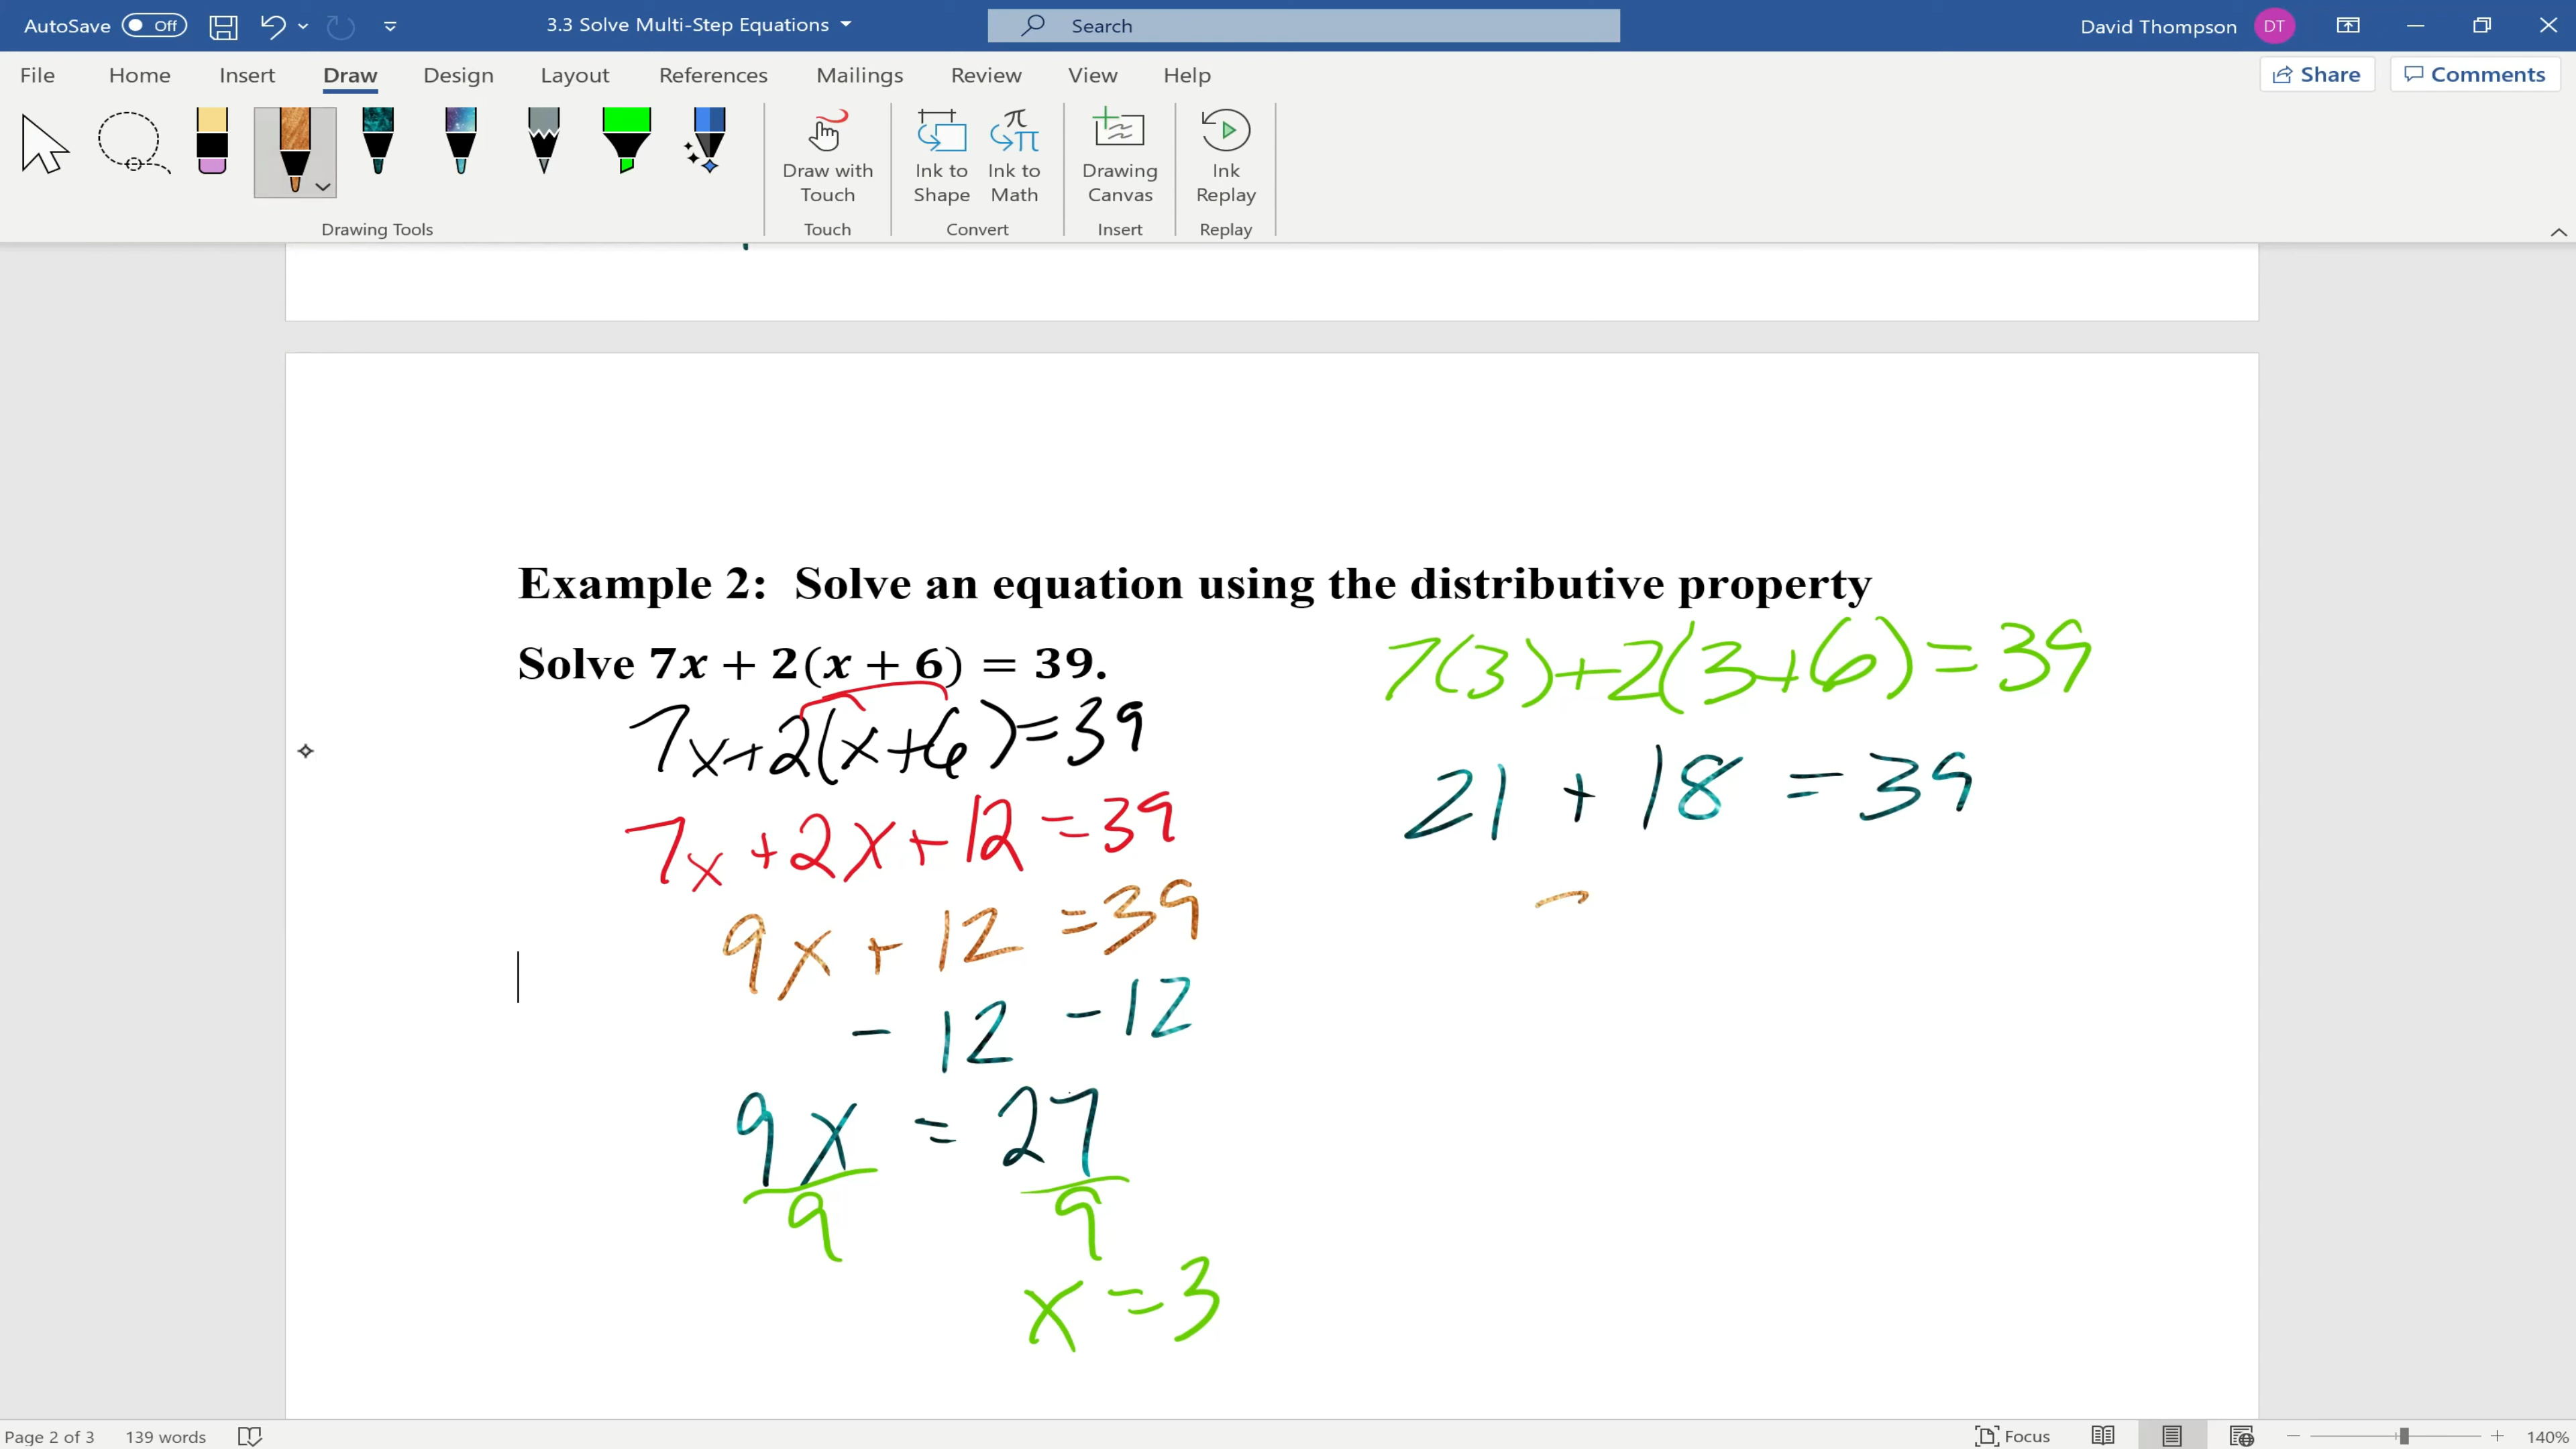 AutoSave Off 3.3 Solve Multi-Step Equations Search David Thompson DT
File Home Insert Draw Design Layout References Mailings Review View Help Share Comments
Draw with Touch
Ink to Shape
Ink to Math
Drawing Canvas
Ink Replay
Drawing Tools Touch Convert Insert Replay
Example 2: Solve an equation using the distributive property
Solve 7x + 2(x + 6) = 39.
7x+2(x+6)=39
7x+2x+12=39
9x+12=39
-12 -12
9x = 27
9 9
x=3
7(3)+2(3+6)=39
21 + 18 = 39
Page 2 of 3 139 words Focus 140%